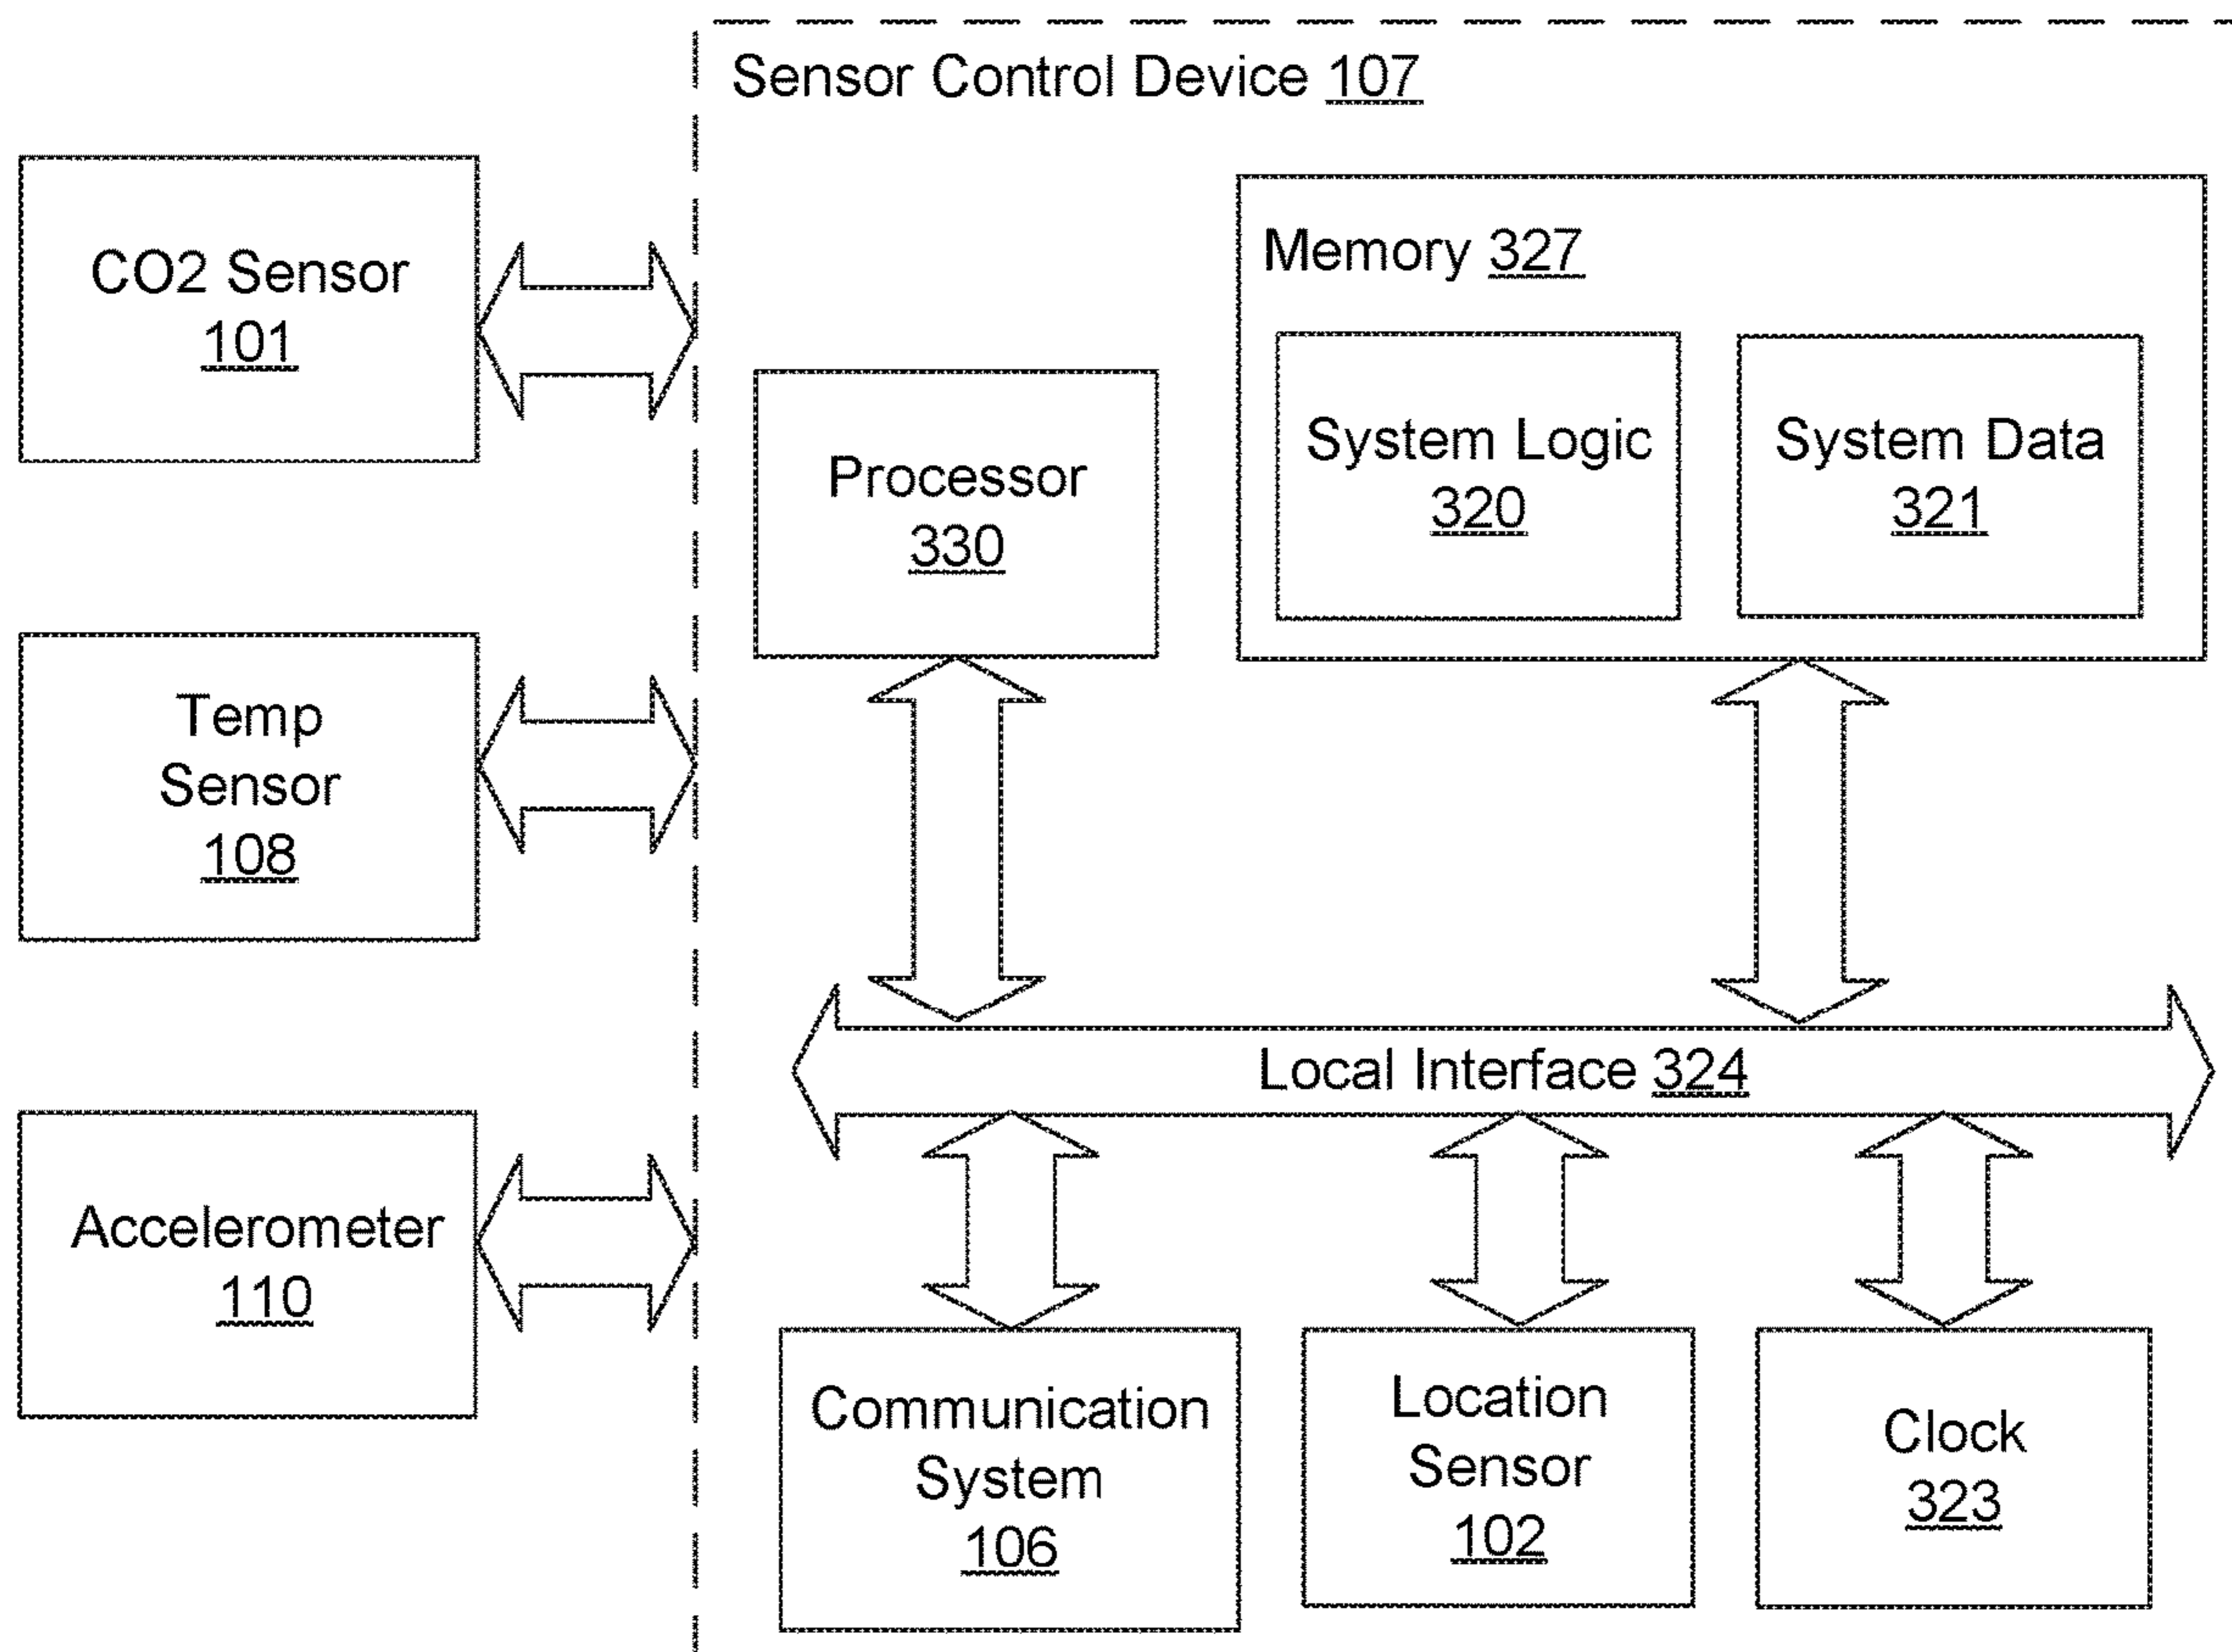 Sensor Control Device 107
CO2 Sensor
101
Memory 327
System Logic
320
System Data
321
Processor
330
Temp
Sensor
108
Local Interface 324
Accelerometer
110
Communication
System
106
Location
Sensor
102
Clock
323